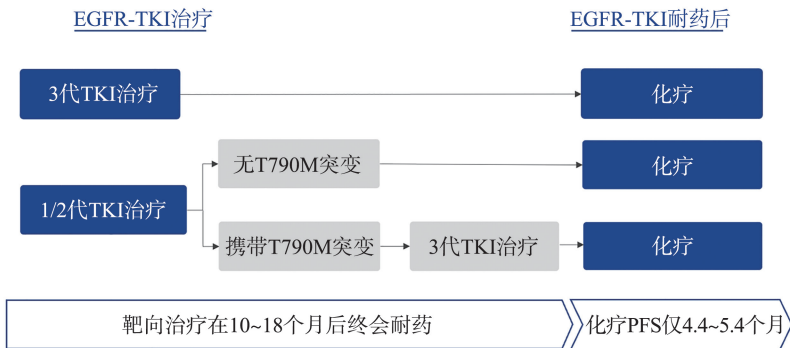 EGFR-TKI治疗
EGFR-TKI耐药后
3代TKI治疗
化疗
无T790M突变
化疗
1/2代TKI治疗
携带T790M突变
3代TKI治疗
化疗
靶向治疗在10~18个月后终会耐药
化疗PFS仅4.4~5.4个月